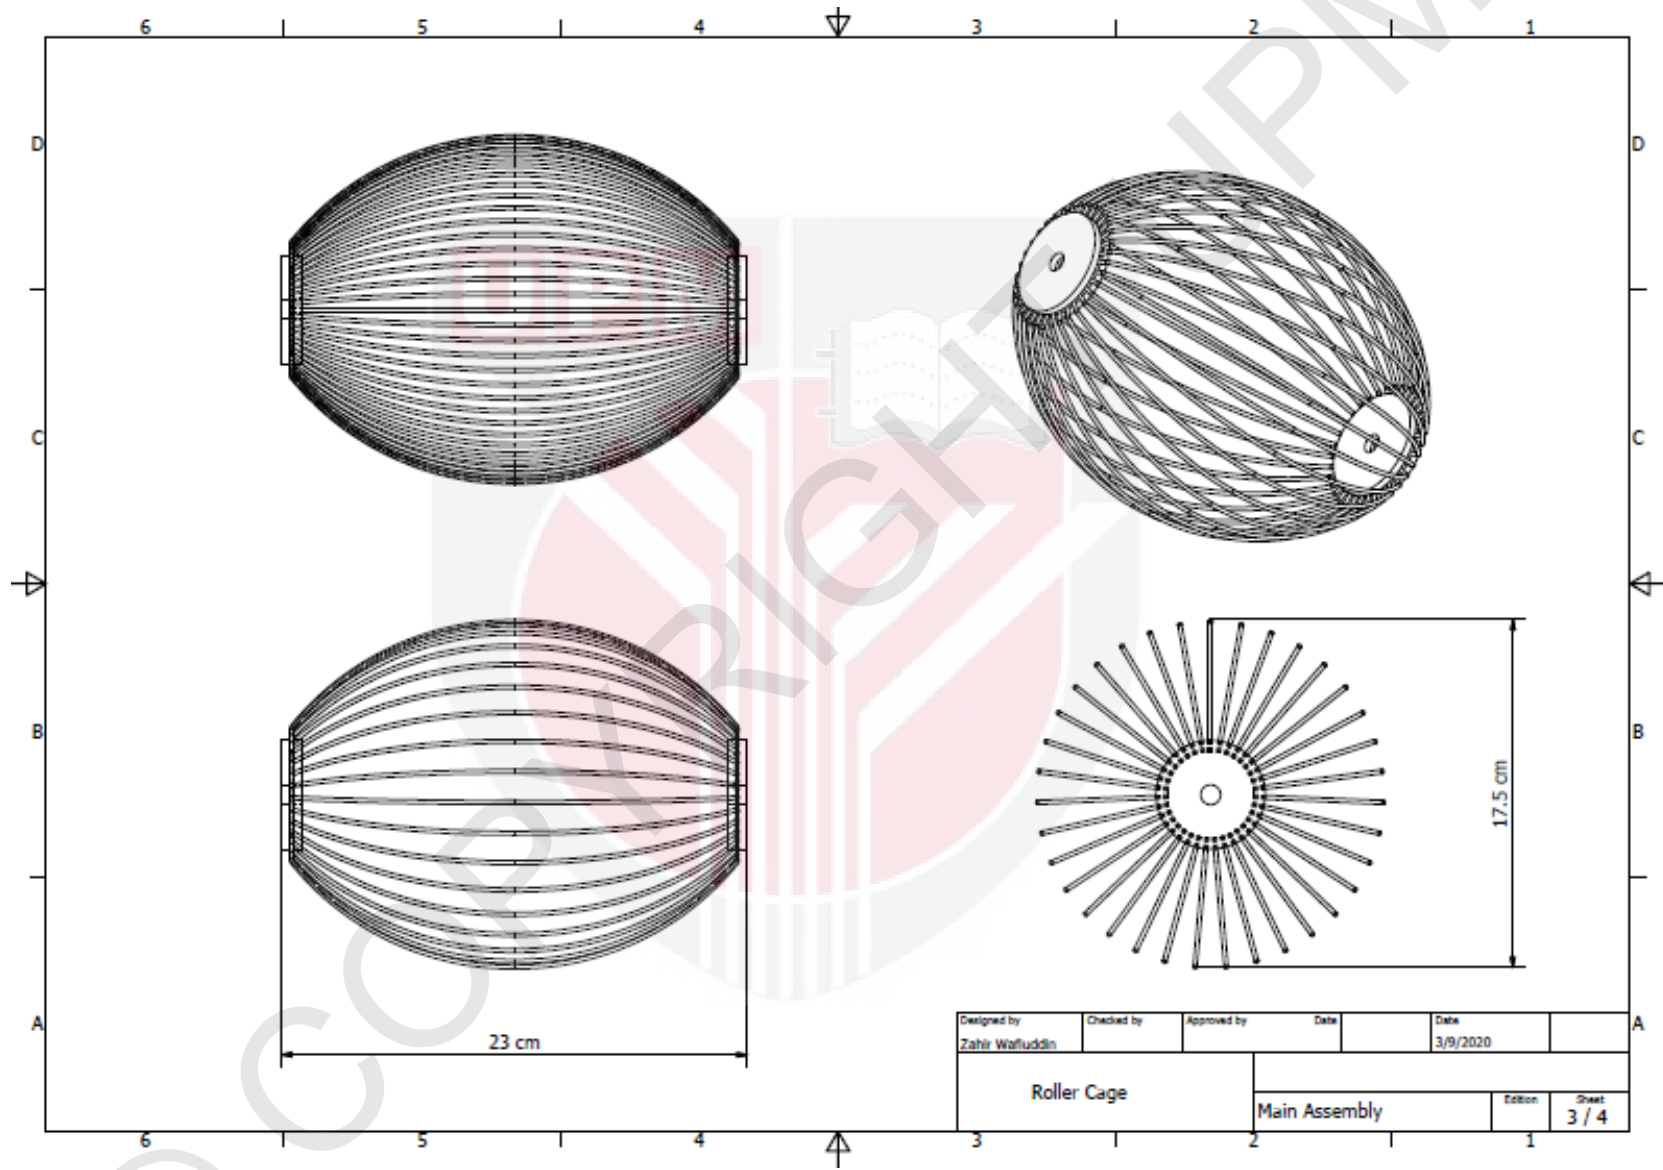 6 5 4 3 2 1
D D
C C
B B
A A
17.5 cm
23 cm
Designed by Checked by Approved by Date Date
Zahir Wafiuddin 3/9/2020
Roller Cage
Main Assembly
Edition Sheet
3 / 4
6 5 4 3 2 1
COPYRIGHT UPM